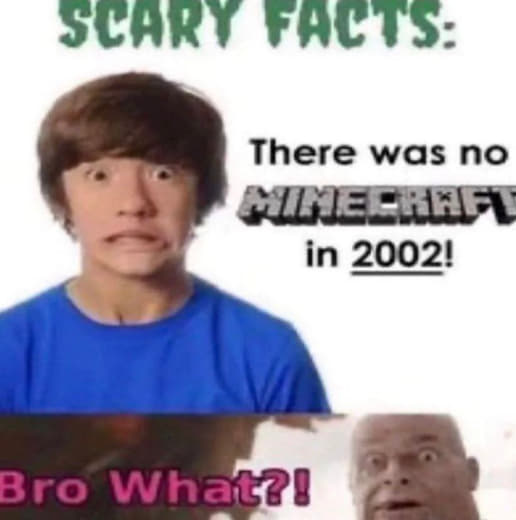 SCARY FACTS:
There was no
MINECRAFT
in 2002!
Bro What?!